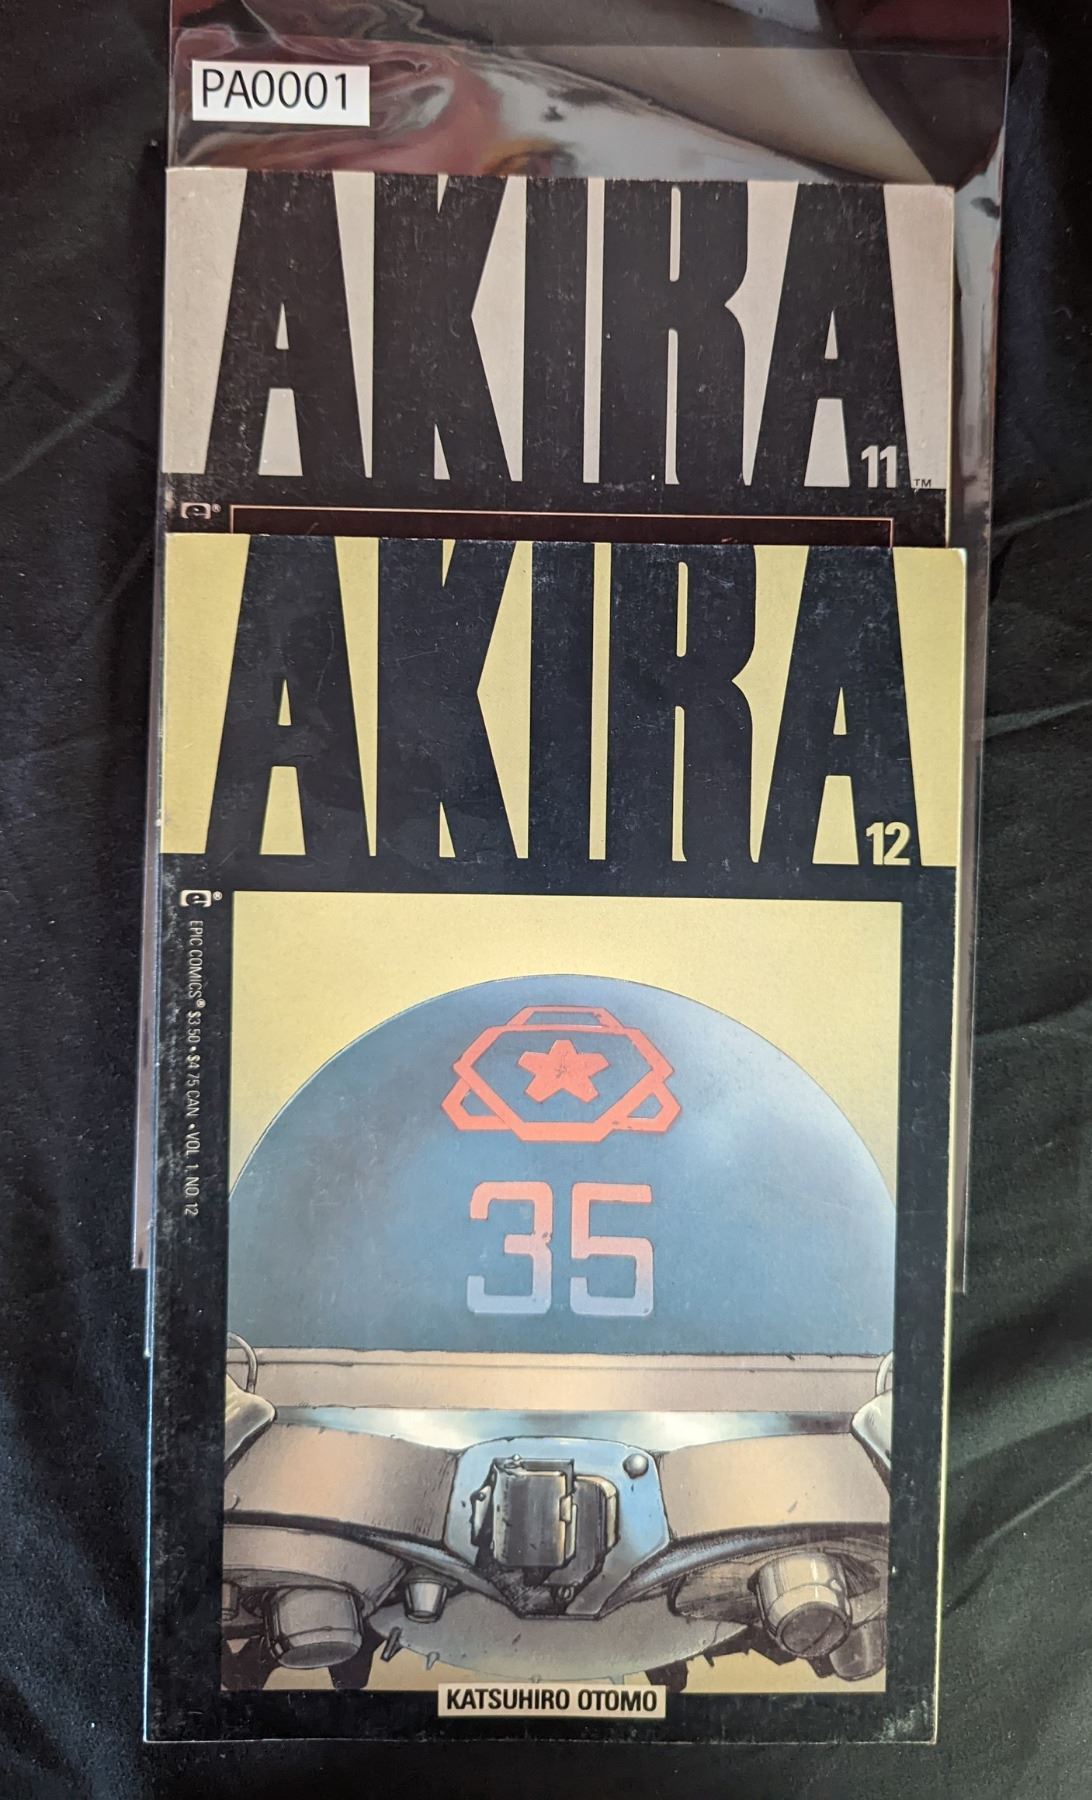 PA0001
AKIRA
11
TM
e®
AKIRA
12
e®
EPIC COMICS® $3.50 • $4.75 CAN • VOL. 1, NO. 12
35
KATSUHIRO OTOMO